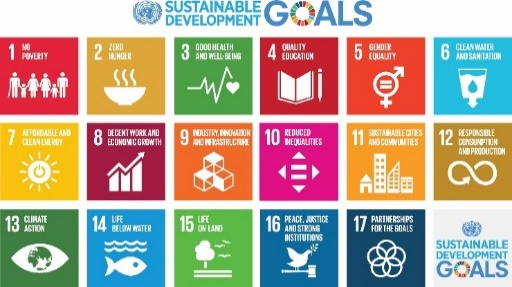 SUSTAINABLE
DEVELOPMENT
GOALS
1 NO
POVERTY
2 ZERO
HUNGER
3 GOOD HEALTH
AND WELL-BEING
4 QUALITY
EDUCATION
5 GENDER
EQUALITY
6 CLEAN WATER
AND SANITATION
7 AFFORDABLE AND
CLEAN ENERGY
8 DECENT WORK AND
ECONOMIC GROWTH
9 INDUSTRY, INNOVATION
AND INFRASTRUCTURE
10 REDUCED
INEQUALITIES
11 SUSTAINABLE CITIES
AND COMMUNITIES
12 RESPONSIBLE
CONSUMPTION
AND PRODUCTION
13 CLIMATE
ACTION
14 LIFE
BELOW WATER
15 LIFE
ON LAND
16 PEACE, JUSTICE
AND STRONG
INSTITUTIONS
17 PARTNERSHIPS
FOR THE GOALS
SUSTAINABLE
DEVELOPMENT
GOALS